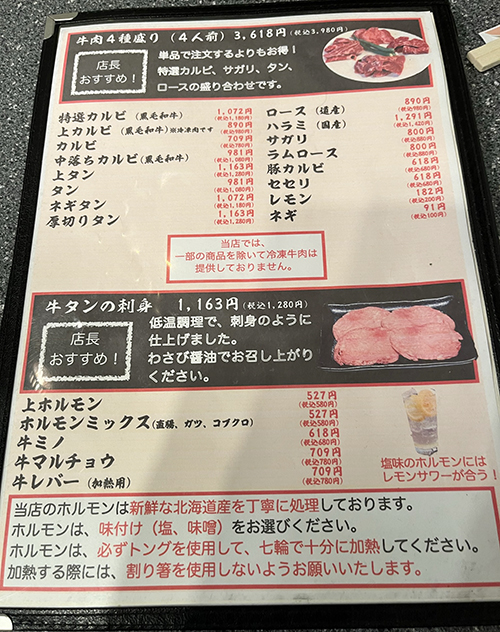 牛肉４種盛り（４人前）3,618円（税込3,980円）
店長
おすすめ！
単品で注文するよりもお得！
特選カルビ、サガリ、タン、
ロースの盛り合わせです。
特選カルビ（黒毛和牛） 1,072円（税込1,180円）
上カルビ（黒毛和牛）※冷凍肉です 890円（税込980円）
カルビ 709円（税込780円）
中落ちカルビ（黒毛和牛） 981円（税込1,080円）
上タン 1,163円（税込1,280円）
タン 981円（税込1,080円）
ネギタン 1,072円（税込1,180円）
厚切りタン 1,163円（税込1,280円）
ロース（道産） 890円（税込980円）
ハラミ（国産） 1,291円（税込1,420円）
サガリ 800円（税込880円）
ラムロース 800円（税込880円）
豚カルビ 618円（税込680円）
セセリ 618円（税込680円）
レモン 182円（税込200円）
ネギ 91円（税込100円）
当店では、
一部の商品を除いて冷凍牛肉は
提供しておりません。
牛タンの刺身 1,163円（税込1,280円）
店長
おすすめ！
低温調理で、刺身のように
仕上げました。
わさび醤油でお召し上がり
ください。
上ホルモン 527円（税込580円）
ホルモンミックス（直腸、ガツ、コブクロ） 527円（税込580円）
牛ミノ 618円（税込680円）
牛マルチョウ 709円（税込780円）
牛レバー（加熱用） 709円（税込780円）
塩味のホルモンには
レモンサワーが合う！
当店のホルモンは新鮮な北海道産を丁寧に処理しております。
ホルモンは、味付け（塩、味噌）をお選びください。
ホルモンは、必ずトングを使用して、七輪で十分に加熱してください。
加熱する際には、割り箸を使用しないようお願いいたします。